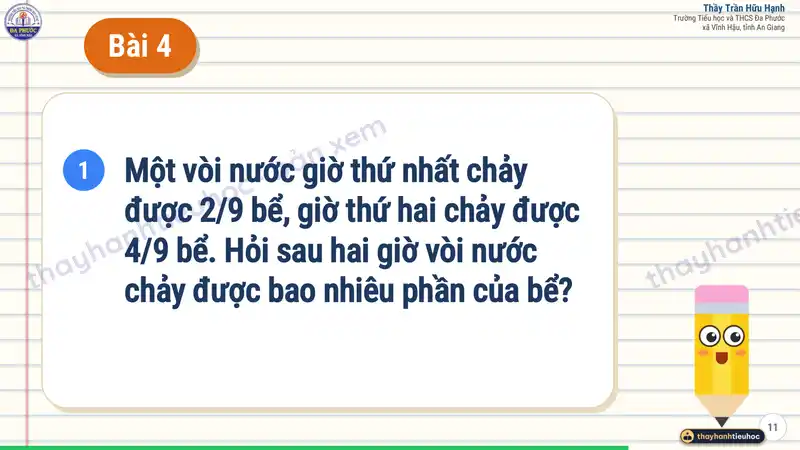 Thầy Trần Hữu Hạnh
Trường Tiểu học và THCS Đa Phước
xã Vĩnh Hậu, tỉnh An Giang
ĐA PHƯỚC
Bài 4
1
Một vòi nước giờ thứ nhất chảy
được 2/9 bể, giờ thứ hai chảy được
4/9 bể. Hỏi sau hai giờ vòi nước
chảy được bao nhiêu phần của bể?
thayhanhtieuhoc
11